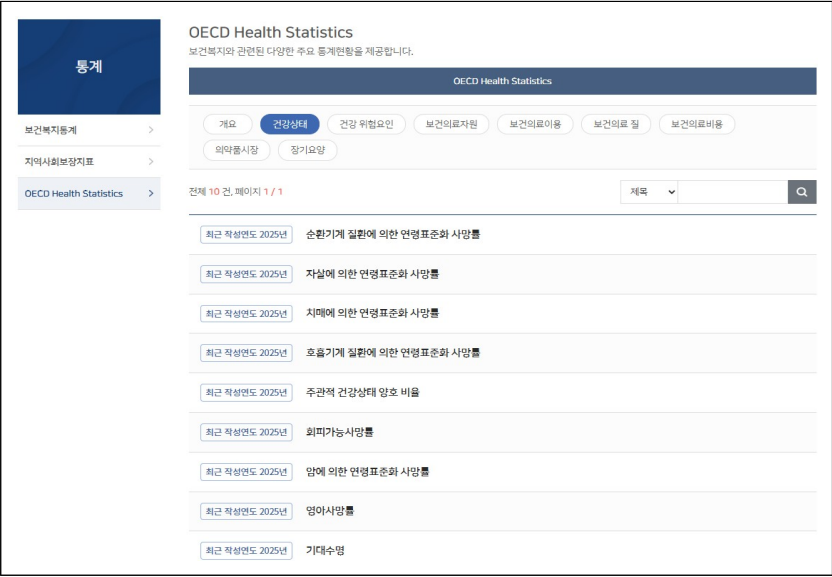 통계
보건복지통계
지역사회보장지표
OECD Health Statistics
OECD Health Statistics
보건복지와 관련된 다양한 주요 통계현황을 제공합니다.
OECD Health Statistics
개요 건강상태 건강 위험요인 보건의료자원 보건의료이용 보건의료 질 보건의료비용
의약품시장 장기요양
전체 10 건, 페이지 1 / 1 제목
최근 작성연도 2025년 순환기계 질환에 의한 연령표준화 사망률
최근 작성연도 2025년 자살에 의한 연령표준화 사망률
최근 작성연도 2025년 치매에 의한 연령표준화 사망률
최근 작성연도 2025년 호흡기계 질환에 의한 연령표준화 사망률
최근 작성연도 2025년 주관적 건강상태 양호 비율
최근 작성연도 2025년 회피가능사망률
최근 작성연도 2025년 암에 의한 연령표준화 사망률
최근 작성연도 2025년 영아사망률
최근 작성연도 2025년 기대수명